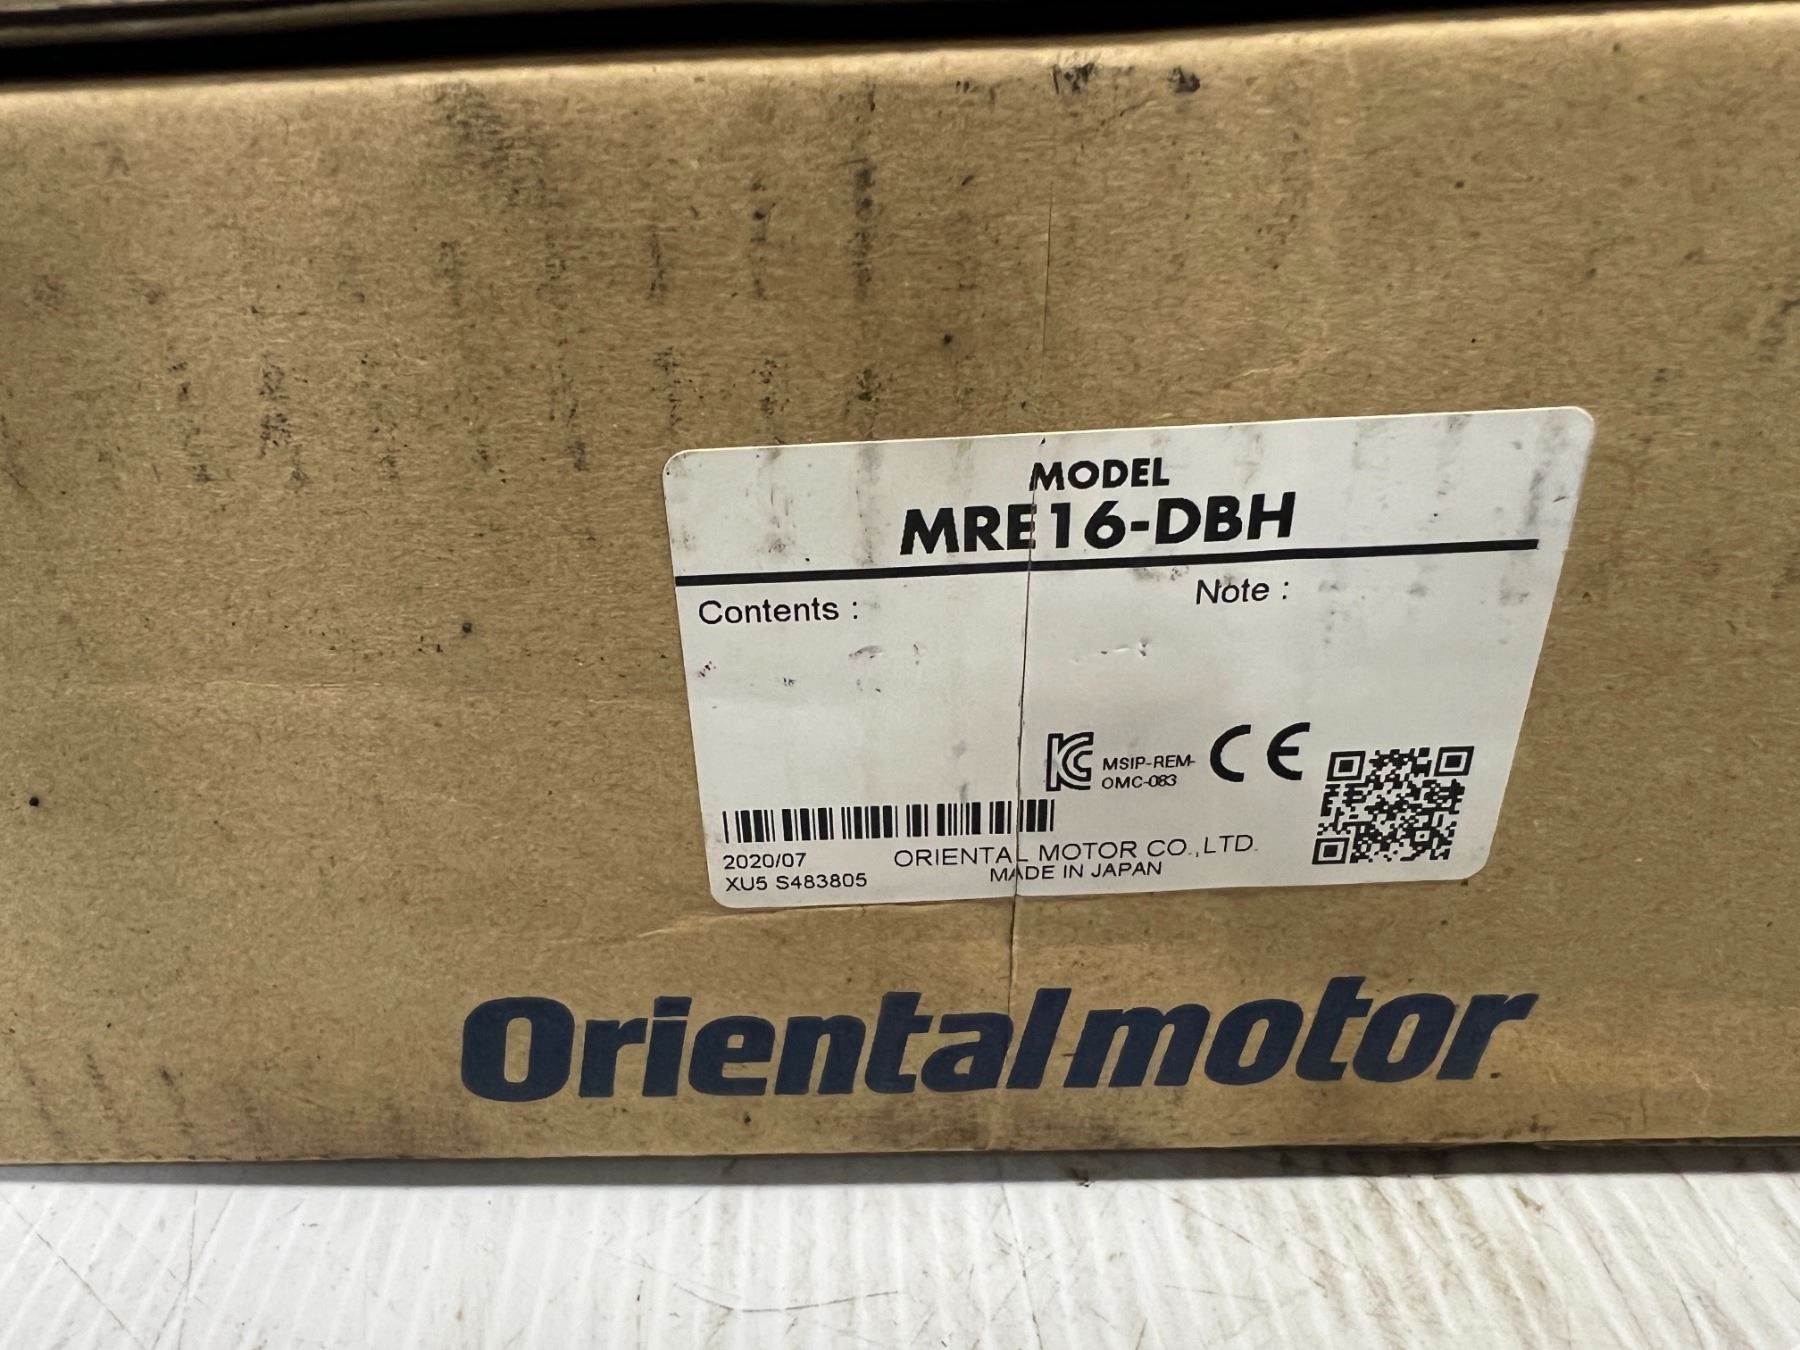 MODEL
MRE16-DBH
Contents :
Note :
KC MSIP-REM-
OMC-083
CE
2020/07
XU5 S483805
ORIENTAL MOTOR CO.,LTD.
MADE IN JAPAN
Orientalmotor